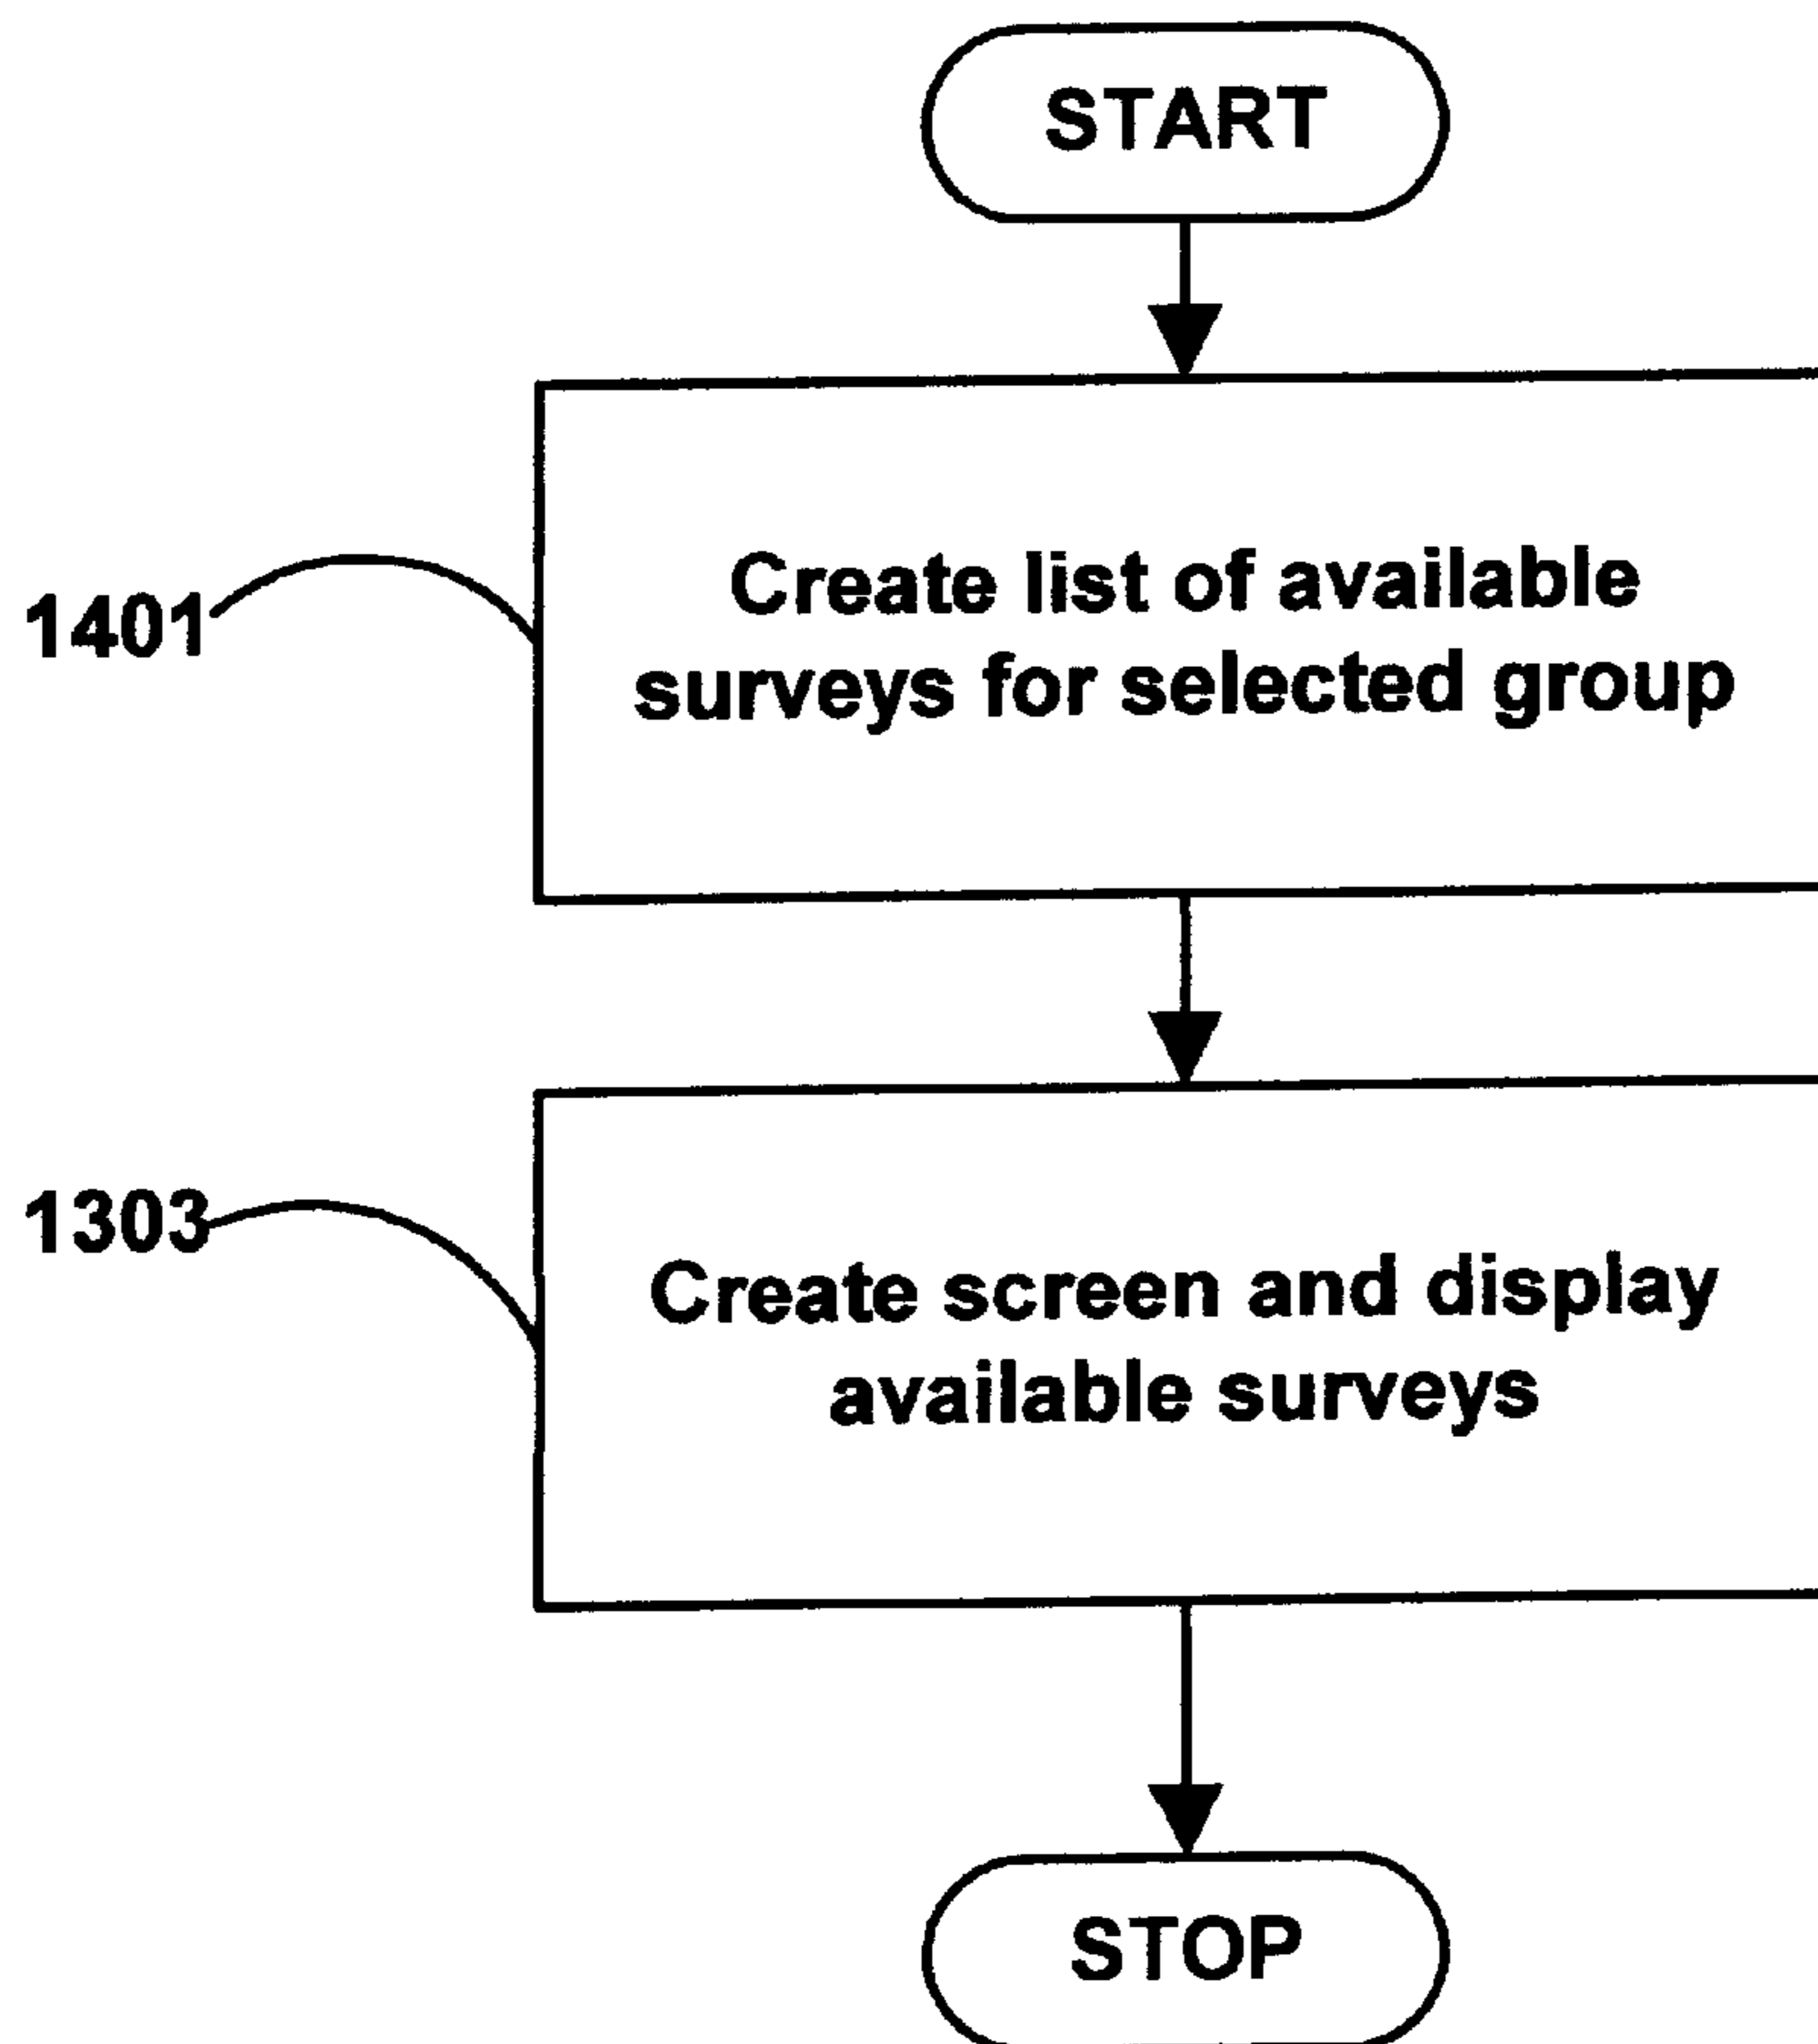 START
1401
Create list of available
surveys for selected group
1303
Create screen and display
available surveys
STOP